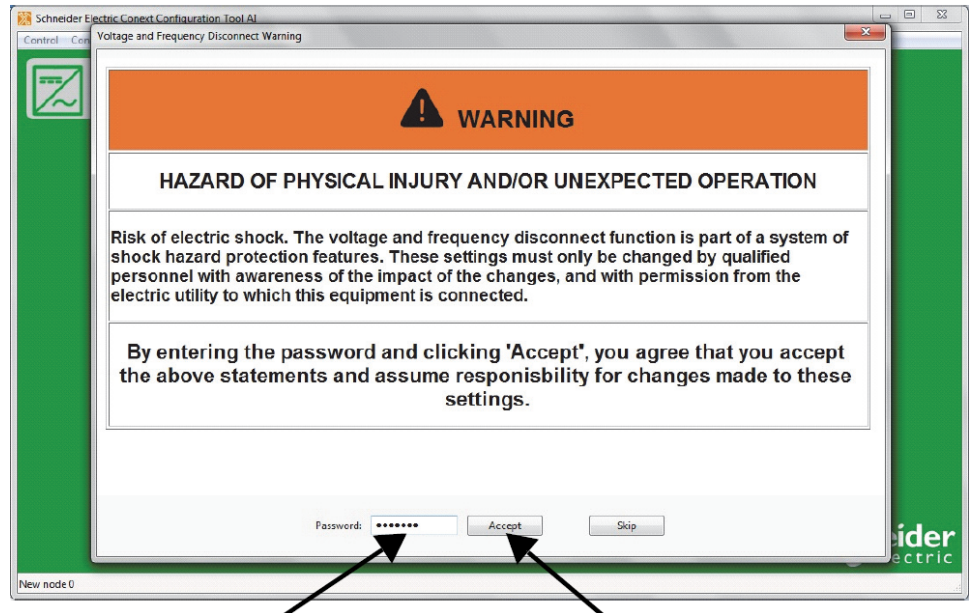 Schneider Electric Conext Configuration Tool AI
Control Con
Voltage and Frequency Disconnect Warning
WARNING
HAZARD OF PHYSICAL INJURY AND/OR UNEXPECTED OPERATION
Risk of electric shock. The voltage and frequency disconnect function is part of a system of
shock hazard protection features. These settings must only be changed by qualified
personnel with awareness of the impact of the changes, and with permission from the
electric utility to which this equipment is connected.
By entering the password and clicking 'Accept', you agree that you accept
the above statements and assume responisbility for changes made to these
settings.
Password: ••••••• Accept Skip
eider
ectric
New node 0